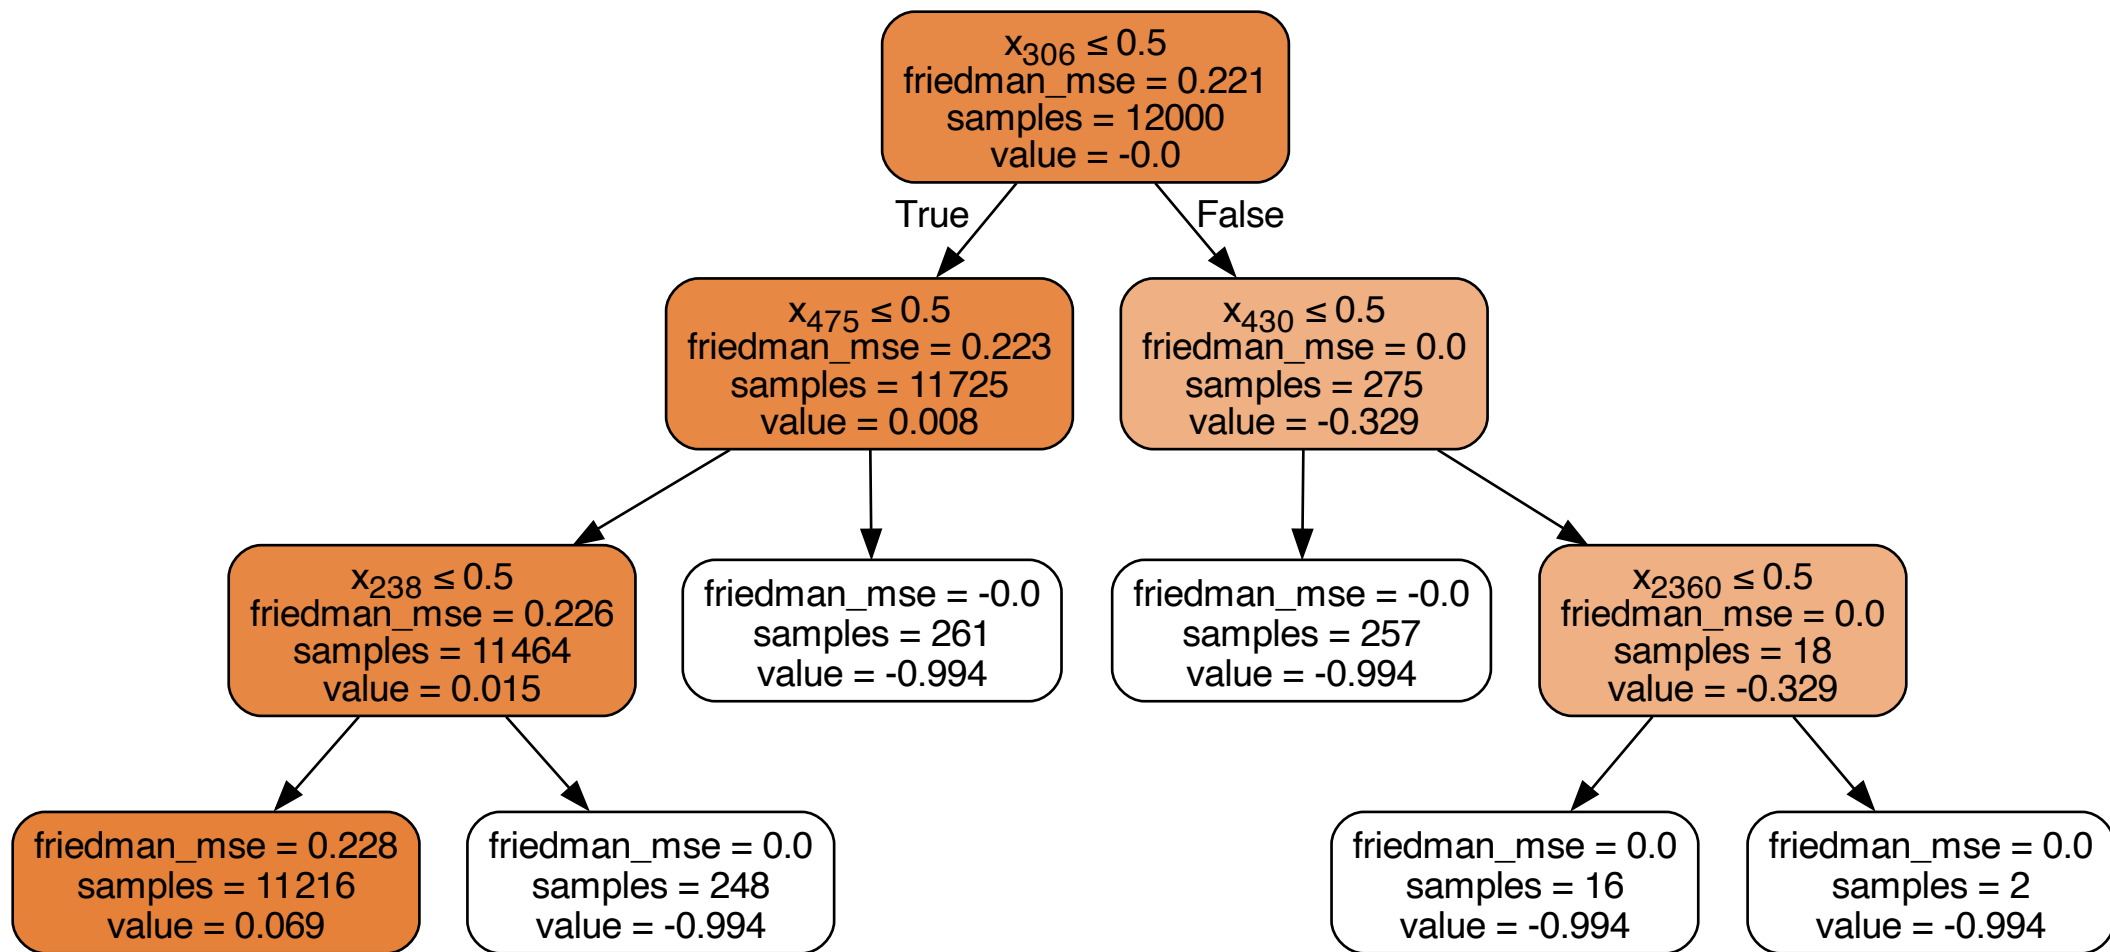 x306 ≤ 0.5
friedman_mse = 0.221
samples = 12000
value = -0.0
True
False
x475 ≤ 0.5
friedman_mse = 0.223
samples = 11725
value = 0.008
x430 ≤ 0.5
friedman_mse = 0.0
samples = 275
value = -0.329
x238 ≤ 0.5
friedman_mse = 0.226
samples = 11464
value = 0.015
friedman_mse = -0.0
samples = 261
value = -0.994
friedman_mse = -0.0
samples = 257
value = -0.994
x2360 ≤ 0.5
friedman_mse = 0.0
samples = 18
value = -0.329
friedman_mse = 0.228
samples = 11216
value = 0.069
friedman_mse = 0.0
samples = 248
value = -0.994
friedman_mse = 0.0
samples = 16
value = -0.994
friedman_mse = 0.0
samples = 2
value = -0.994